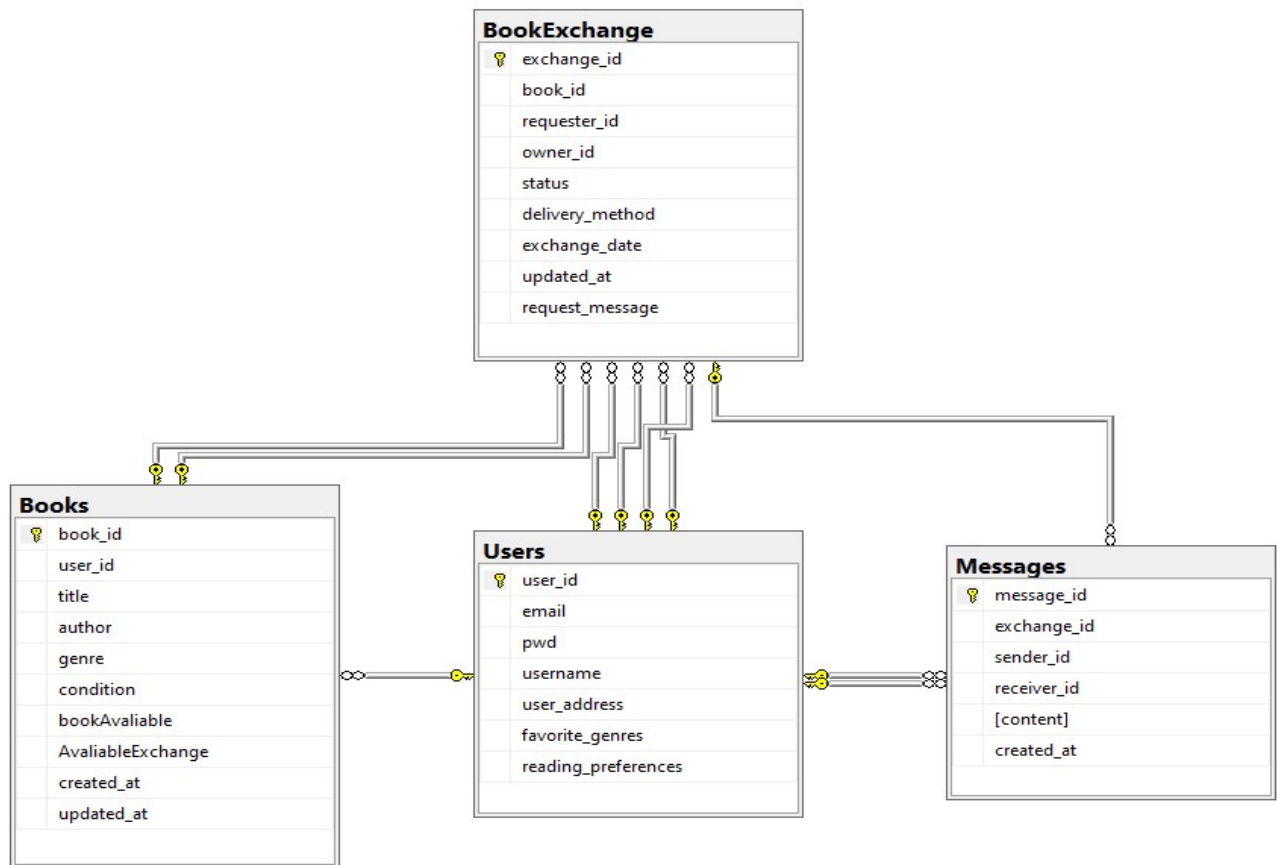 BookExchange
exchange_id
book_id
requester_id
owner_id
status
delivery_method
exchange_date
updated_at
request_message
Books
book_id
user_id
title
author
genre
condition
bookAvaliable
AvaliableExchange
created_at
updated_at
Users
user_id
email
pwd
username
user_address
favorite_genres
reading_preferences
Messages
message_id
exchange_id
sender_id
receiver_id
[content]
created_at